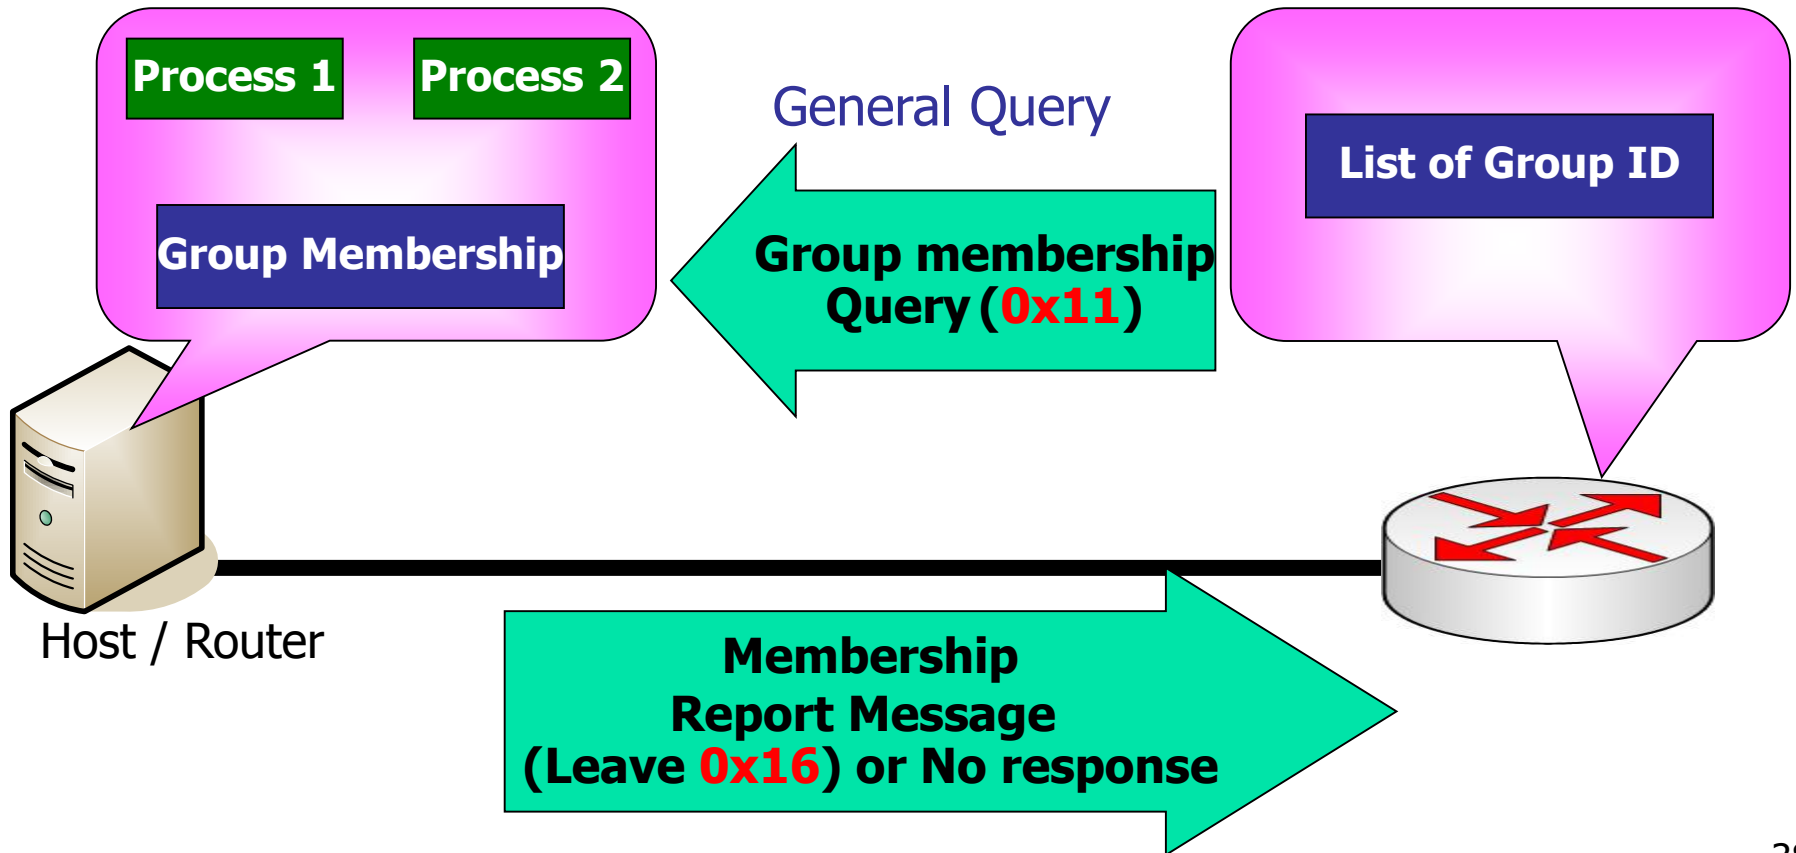 Process 1
Process 2
General Query
List of Group ID
Group Membership
Group membership
Query (0x11)
Host / Router
Membership
Report Message
(Leave 0x16) or No response